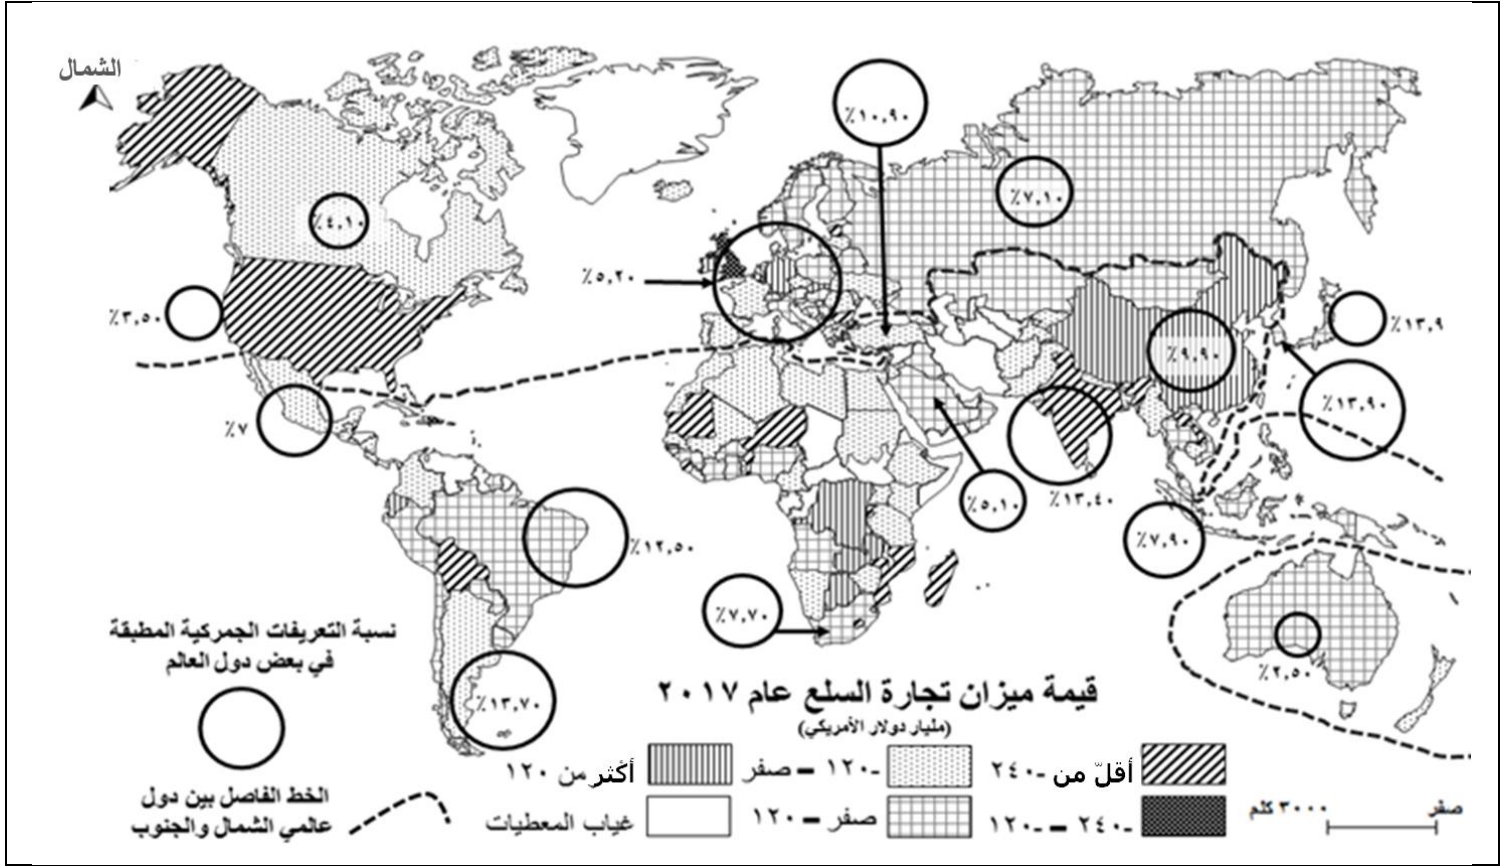 الشمال
٪١٠,٩٠
٪٧,١٠
٪٤,١٠
٪٥,٢٠
٪٣,٥٠
٪١٣,٩
٪٩,٩٠
٪١٣,٩٠
٪٧
٪١٣,٤٠
٪٥,١٠
٪٧,٩٠
٪١٢,٥٠
٪٧,٧٠
٪٢,٥٠
٪١٣,٧٠
نسبة التعريفات الجمركية المطبقة
في بعض دول العالم
الخط الفاصل بين دول
عالمي الشمال والجنوب
قيمة ميزان تجارة السلع عام ٢٠١٧
(مليار دولار الأمريكي)
أقلّ من -٢٤٠
-١٢٠ – صفر
أكثر من ١٢٠
-٢٤٠ – -١٢٠
صفر – ١٢٠
غياب المعطيات
صفر ٣٠٠٠ كلم